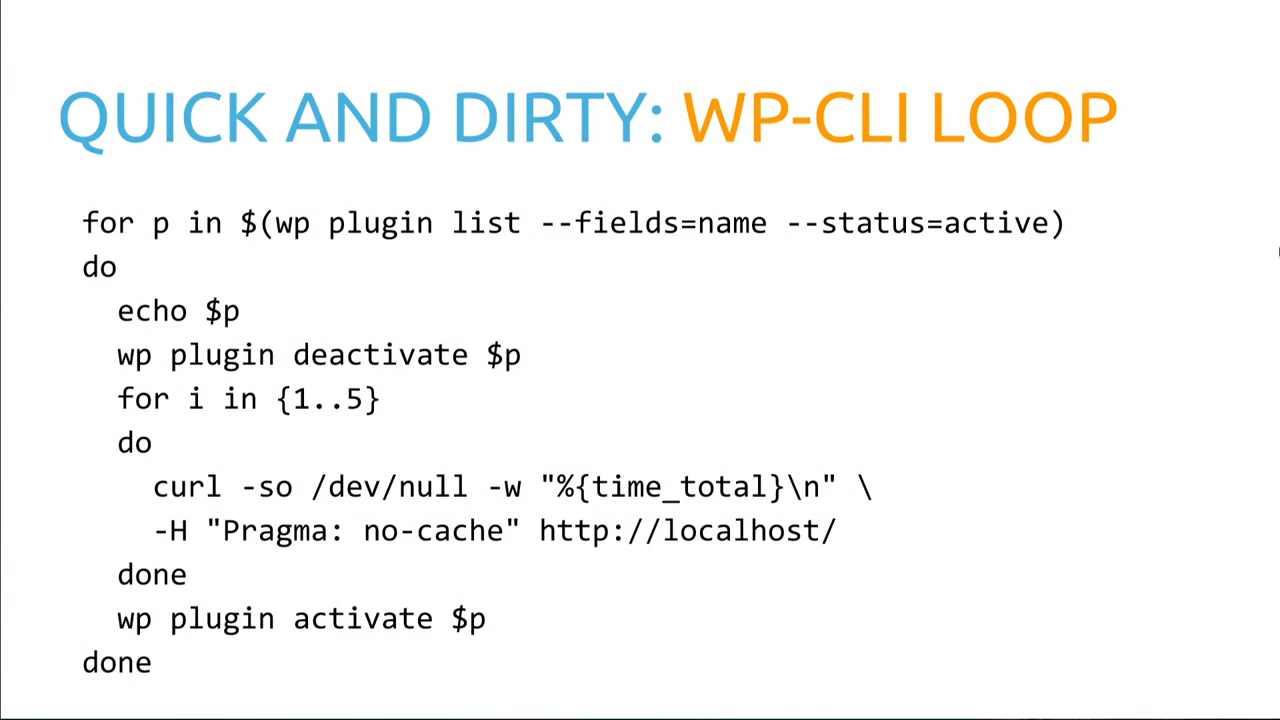 QUICK AND DIRTY: WP-CLI LOOP
for p in $(wp plugin list --fields=name --status=active)
do
  echo $p
  wp plugin deactivate $p
  for i in {1..5}
  do
    curl -so /dev/null -w "%{time_total}\n" \
    -H "Pragma: no-cache" http://localhost/
  done
  wp plugin activate $p
done